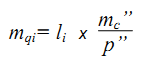 m_qi = l_i x m_c” / p”